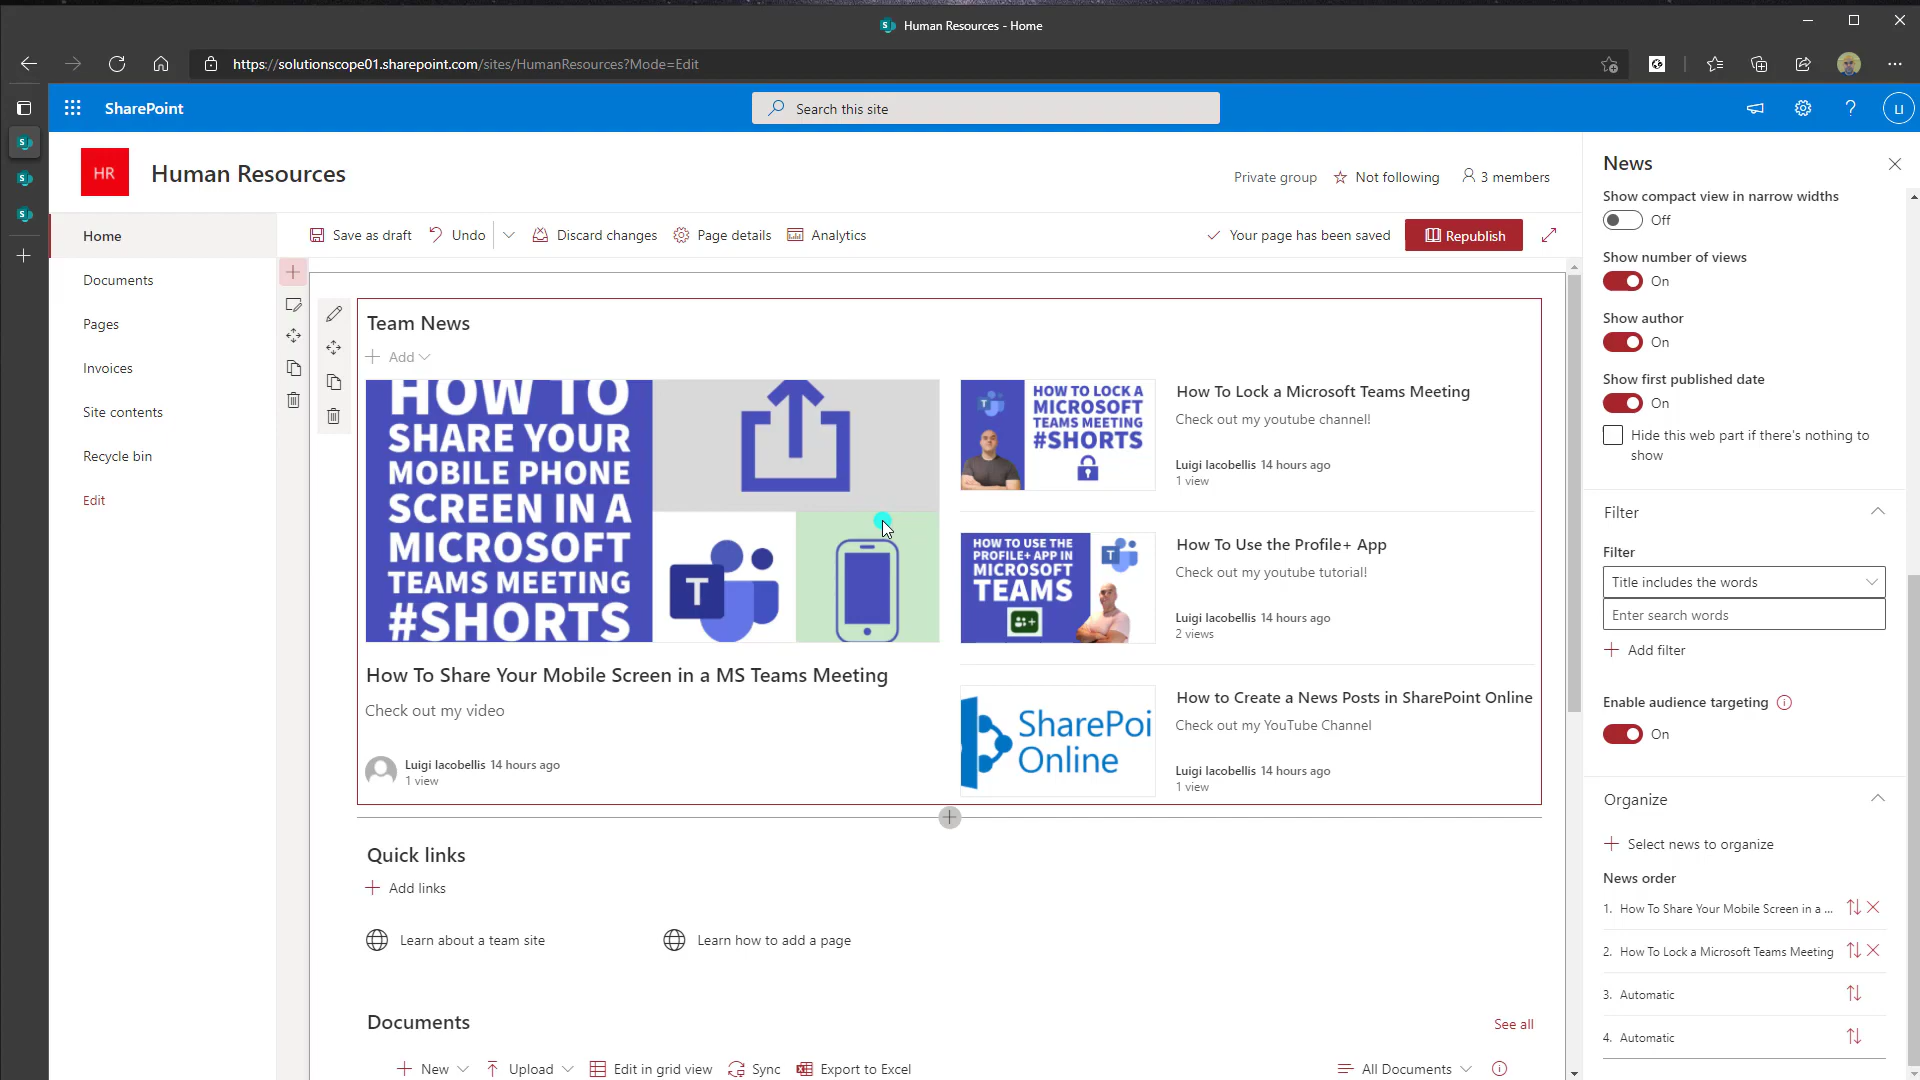 Human Resources - Home
https://solutionscope01.sharepoint.com/sites/HumanResources?Mode=Edit
SharePoint
Search this site
U
HR
Human Resources
Private group
Not following
3 members
Home
Documents
Pages
Invoices
Site contents
Recycle bin
Edit
Save as draft
Undo
Discard changes
Page details
Analytics
Your page has been saved
Republish
Team News
Add
HOW TO
SHARE YOUR
MOBILE PHONE
SCREEN IN A
MICROSOFT
TEAMS MEETING
#SHORTS
T
How To Share Your Mobile Screen in a MS Teams Meeting
Check out my video
Luigi Iacobellis 14 hours ago
1 view
HOW TO LOCK A
MICROSOFT
TEAMS MEETING
#SHORTS
How To Lock a Microsoft Teams Meeting
Check out my youtube channel!
Luigi Iacobellis 14 hours ago
1 view
HOW TO USE THE
PROFILE+ APP IN
MICROSOFT
TEAMS
How To Use the Profile+ App
Check out my youtube tutorial!
Luigi Iacobellis 14 hours ago
2 views
SharePoi
Online
How to Create a News Posts in SharePoint Online
Check out my YouTube Channel
Luigi Iacobellis 14 hours ago
1 view
Quick links
Add links
Learn about a team site
Learn how to add a page
Documents
See all
New
Upload
Edit in grid view
Sync
Export to Excel
All Documents
News
Show compact view in narrow widths
Off
Show number of views
On
Show author
On
Show first published date
On
Hide this web part if there's nothing to
show
Filter
Filter
Title includes the words
Enter search words
Add filter
Enable audience targeting
On
Organize
Select news to organize
News order
1. How To Share Your Mobile Screen in a ...
2. How To Lock a Microsoft Teams Meeting
3. Automatic
4. Automatic